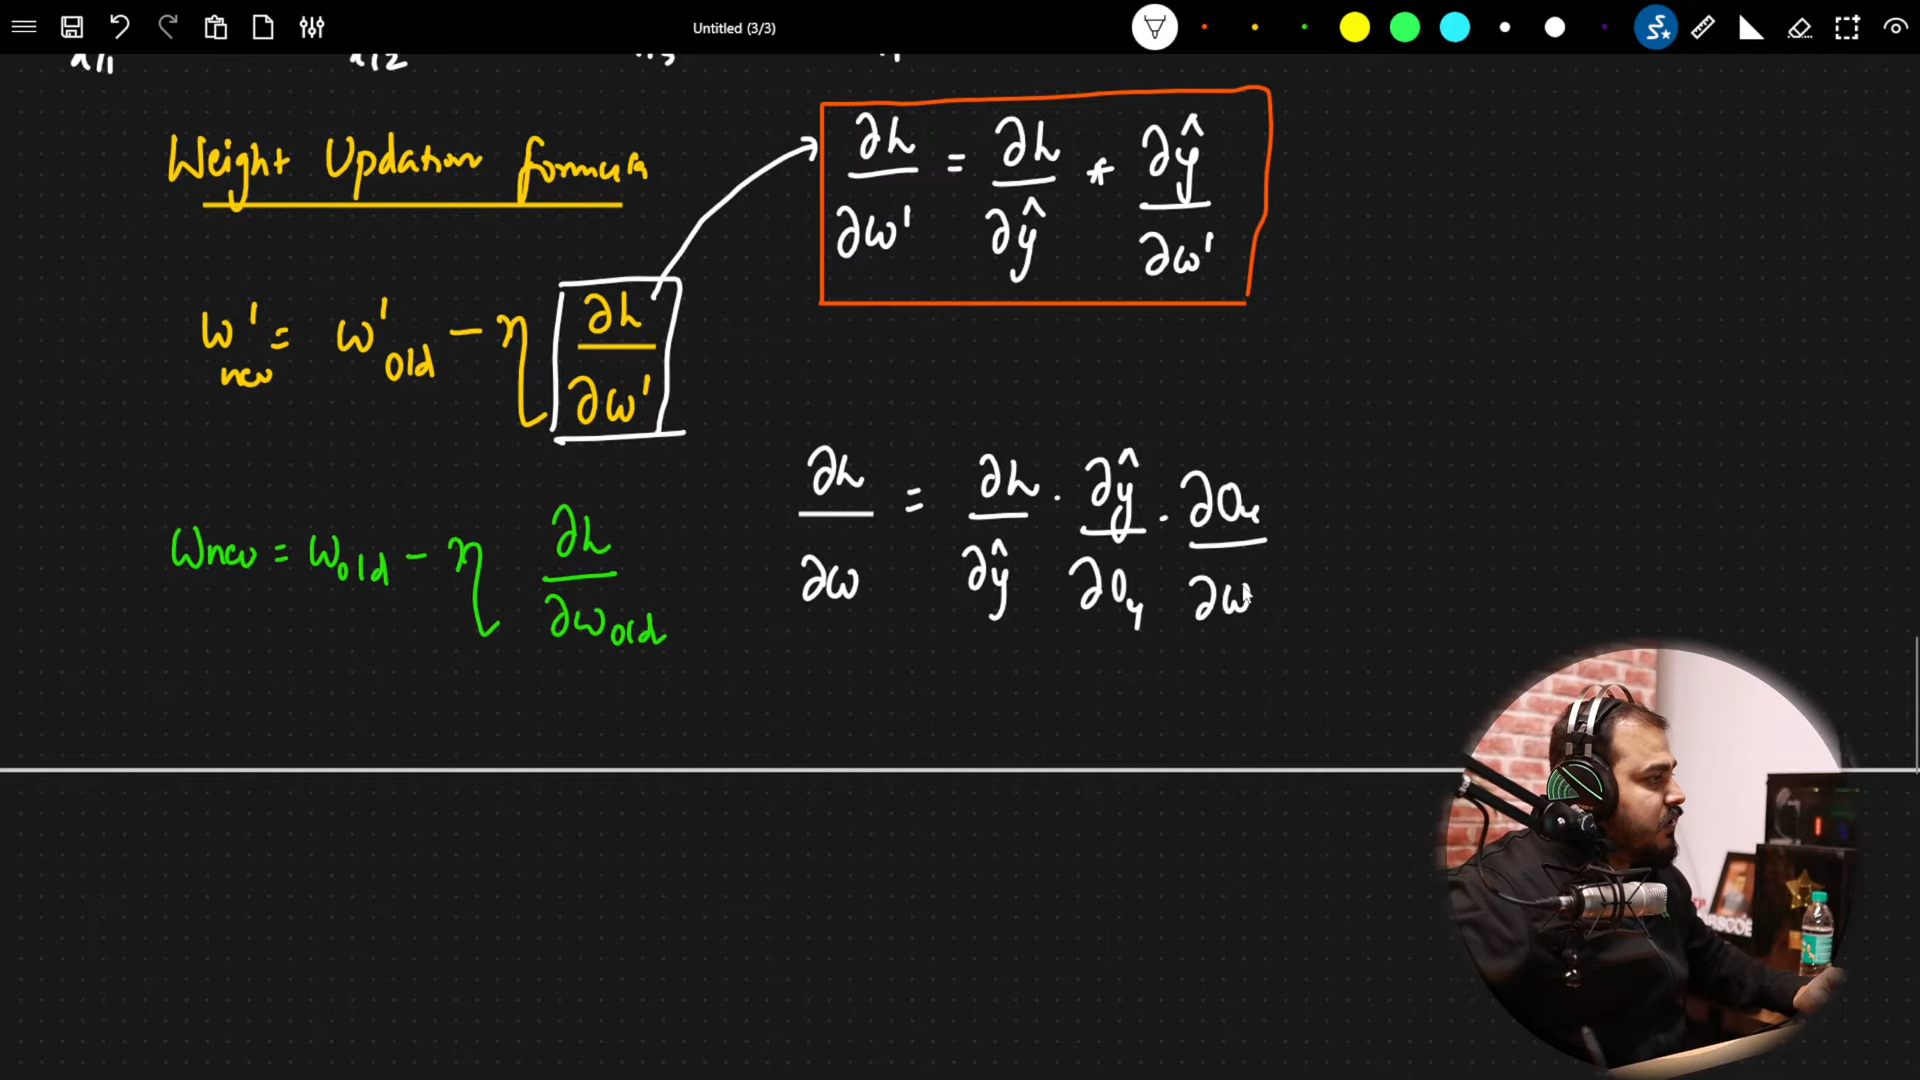 Untitled (3/3)
Weight Updation formula
∂L/∂w' = ∂L/∂ŷ * ∂ŷ/∂w'
w'new = w'old - η ∂L/∂w'
∂L/∂w = ∂L/∂ŷ . ∂ŷ/∂O4 . ∂O4/∂w
Wnew = Wold - η ∂L/∂wold